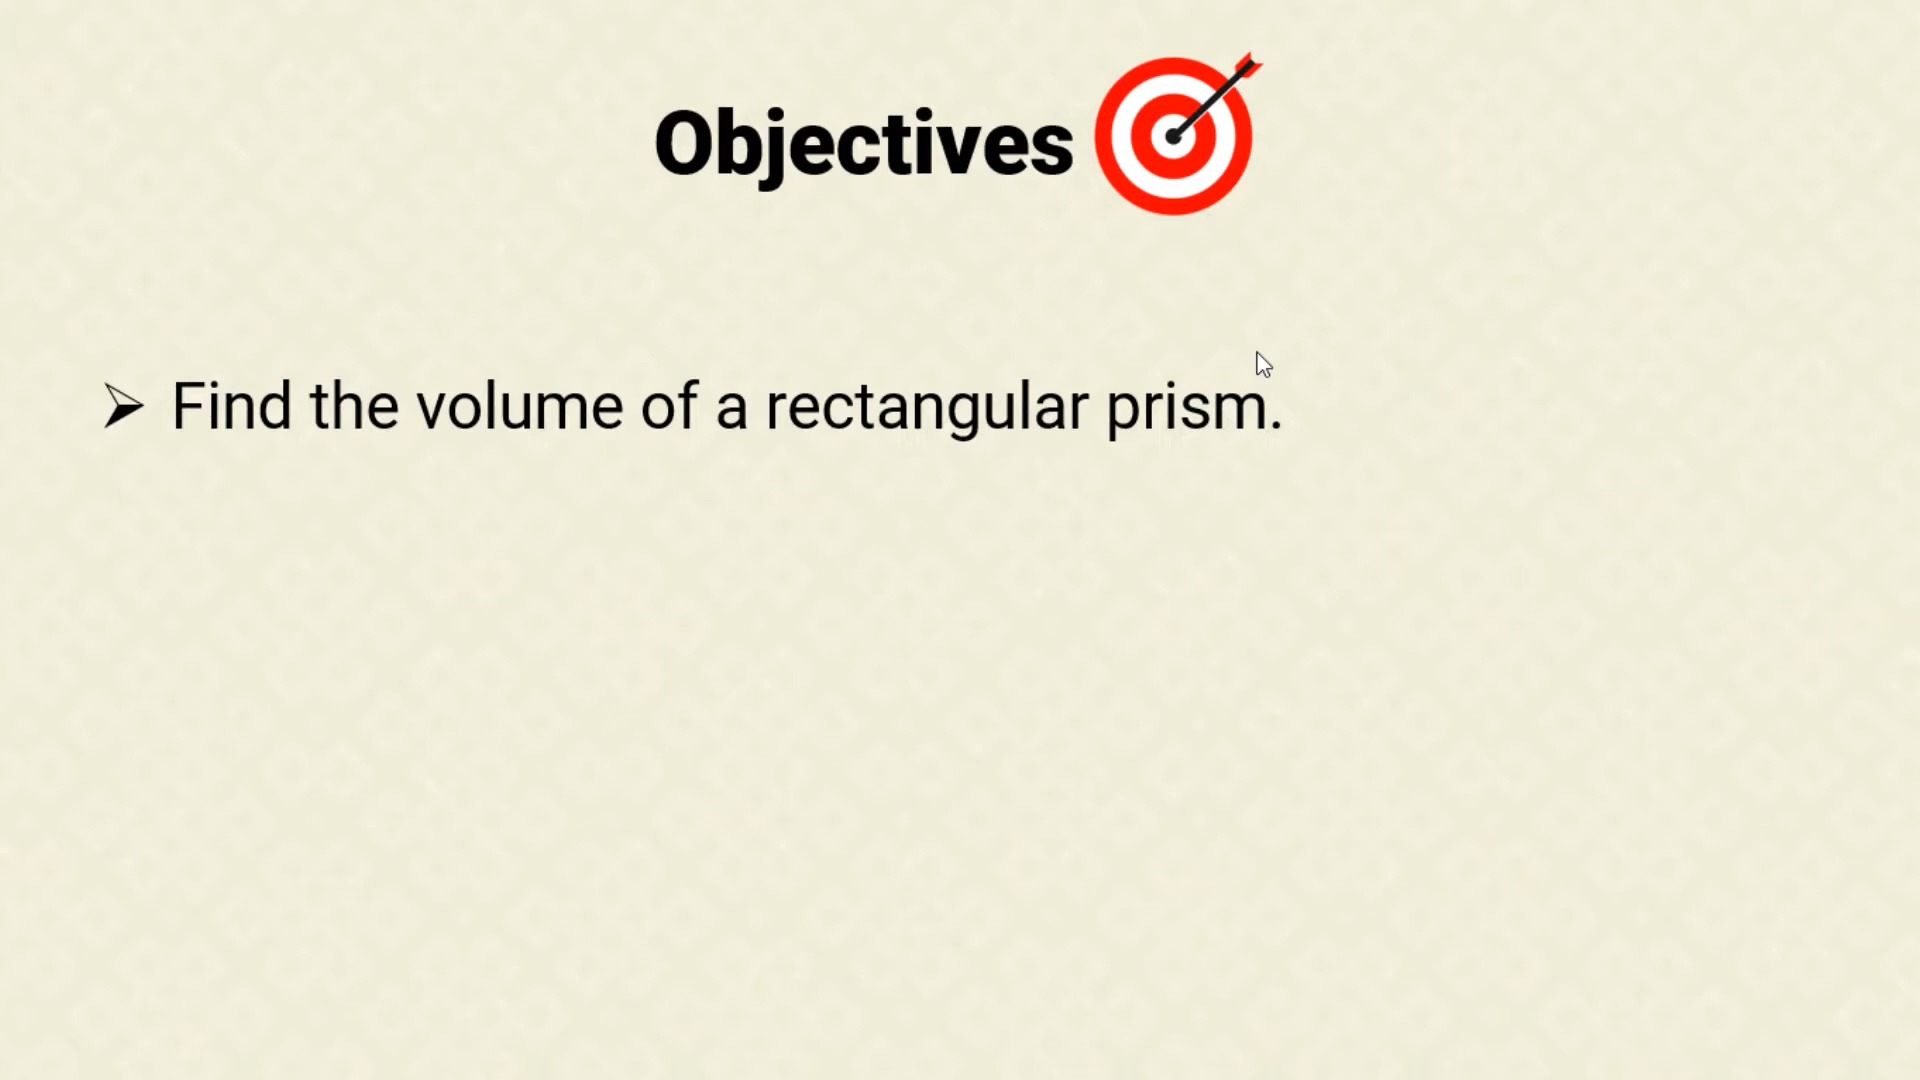 Objectives
➢ Find the volume of a rectangular prism.